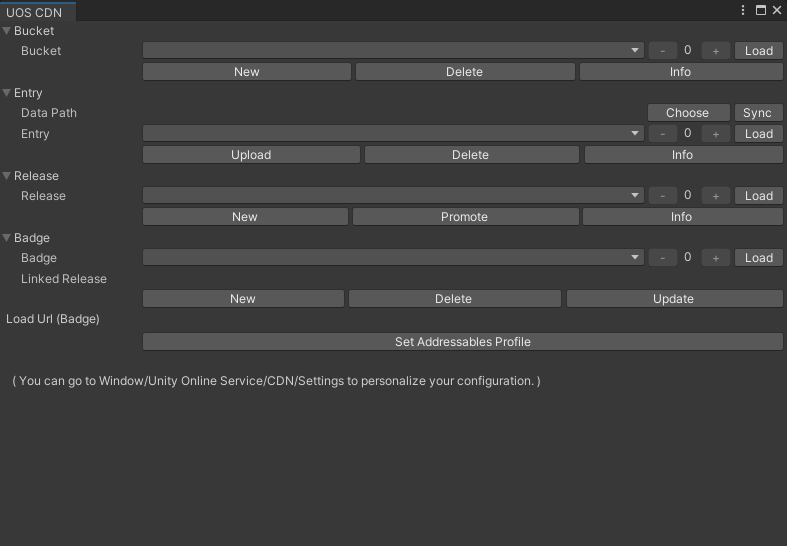 UOS CDN
Bucket
Bucket - 0 + Load
New Delete Info
Entry
Data Path Choose Sync
Entry - 0 + Load
Upload Delete Info
Release
Release - 0 + Load
New Promote Info
Badge
Badge - 0 + Load
Linked Release
New Delete Update
Load Url (Badge)
Set Addressables Profile
( You can go to Window/Unity Online Service/CDN/Settings to personalize your configuration. )